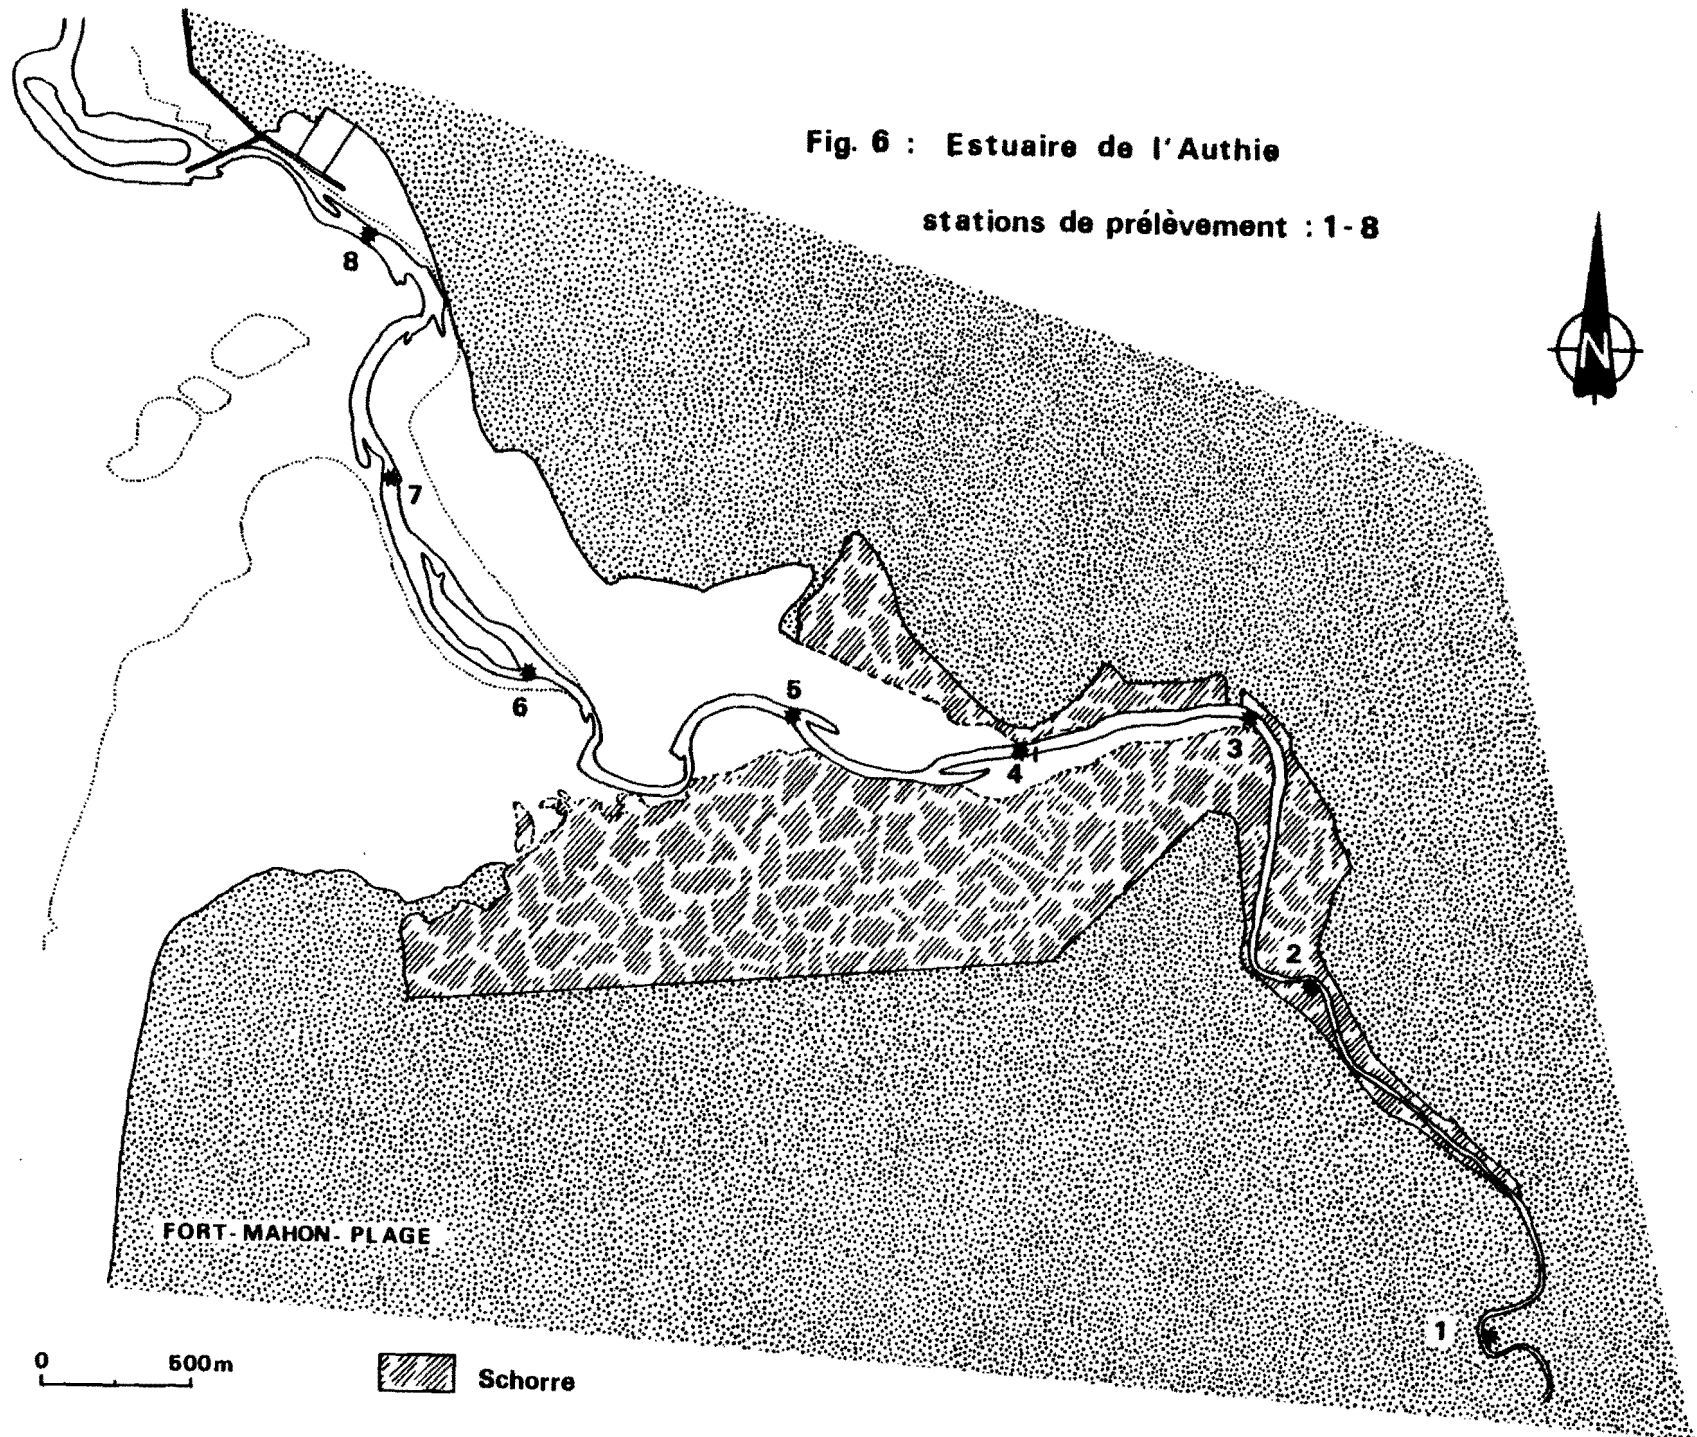 Fig. 6 : Estuaire de l'Authie
stations de prélèvement : 1-8
N
8
7
6
5
4
3
2
1
FORT-MAHON-PLAGE
0 500m
Schorre